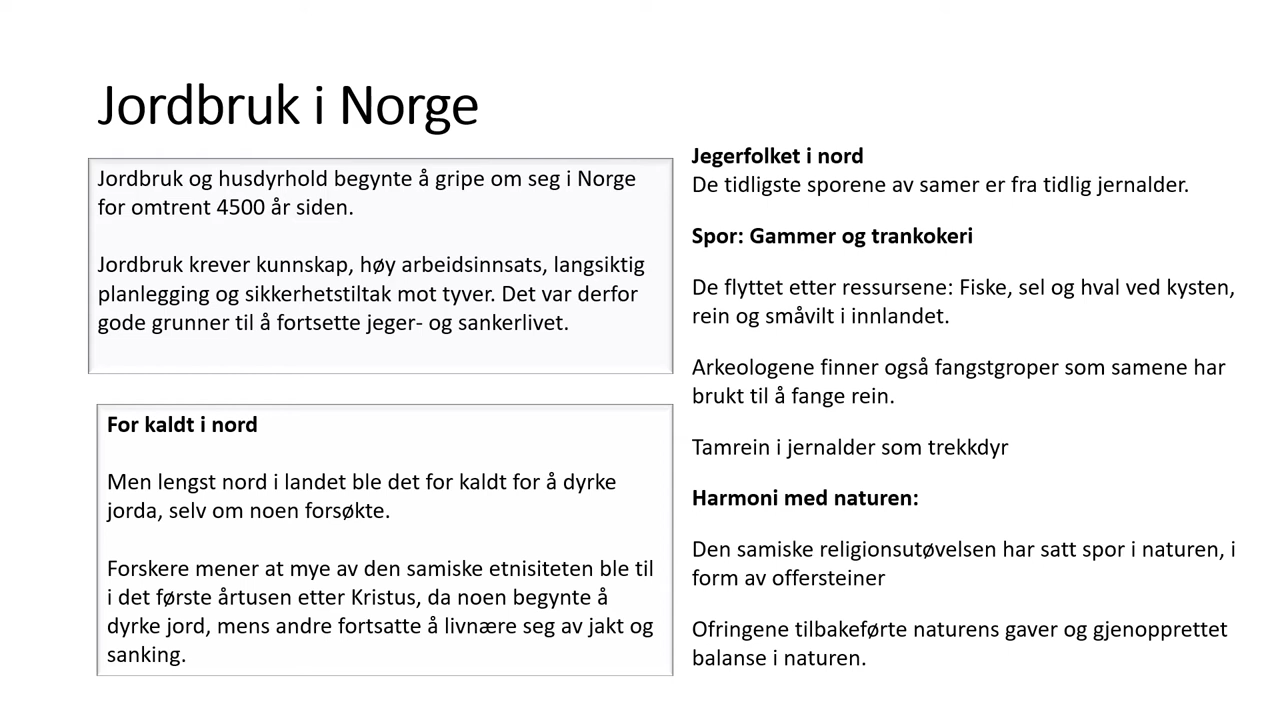 Jordbruk i Norge
Jordbruk og husdyrhold begynte å gripe om seg i Norge
for omtrent 4500 år siden.
Jordbruk krever kunnskap, høy arbeidsinnsats, langsiktig
planlegging og sikkerhetstiltak mot tyver. Det var derfor
gode grunner til å fortsette jeger- og sankerlivet.
For kaldt i nord
Men lengst nord i landet ble det for kaldt for å dyrke
jorda, selv om noen forsøkte.
Forskere mener at mye av den samiske etnisiteten ble til
i det første årtusen etter Kristus, da noen begynte å
dyrke jord, mens andre fortsatte å livnære seg av jakt og
sanking.
Jegerfolket i nord
De tidligste sporene av samer er fra tidlig jernalder.
Spor: Gammer og trankokeri
De flyttet etter ressursene: Fiske, sel og hval ved kysten,
rein og småvilt i innlandet.
Arkeologene finner også fangstgroper som samene har
brukt til å fange rein.
Tamrein i jernalder som trekkdyr
Harmoni med naturen:
Den samiske religionsutøvelsen har satt spor i naturen, i
form av offersteiner
Ofringene tilbakeførte naturens gaver og gjenopprettet
balanse i naturen.